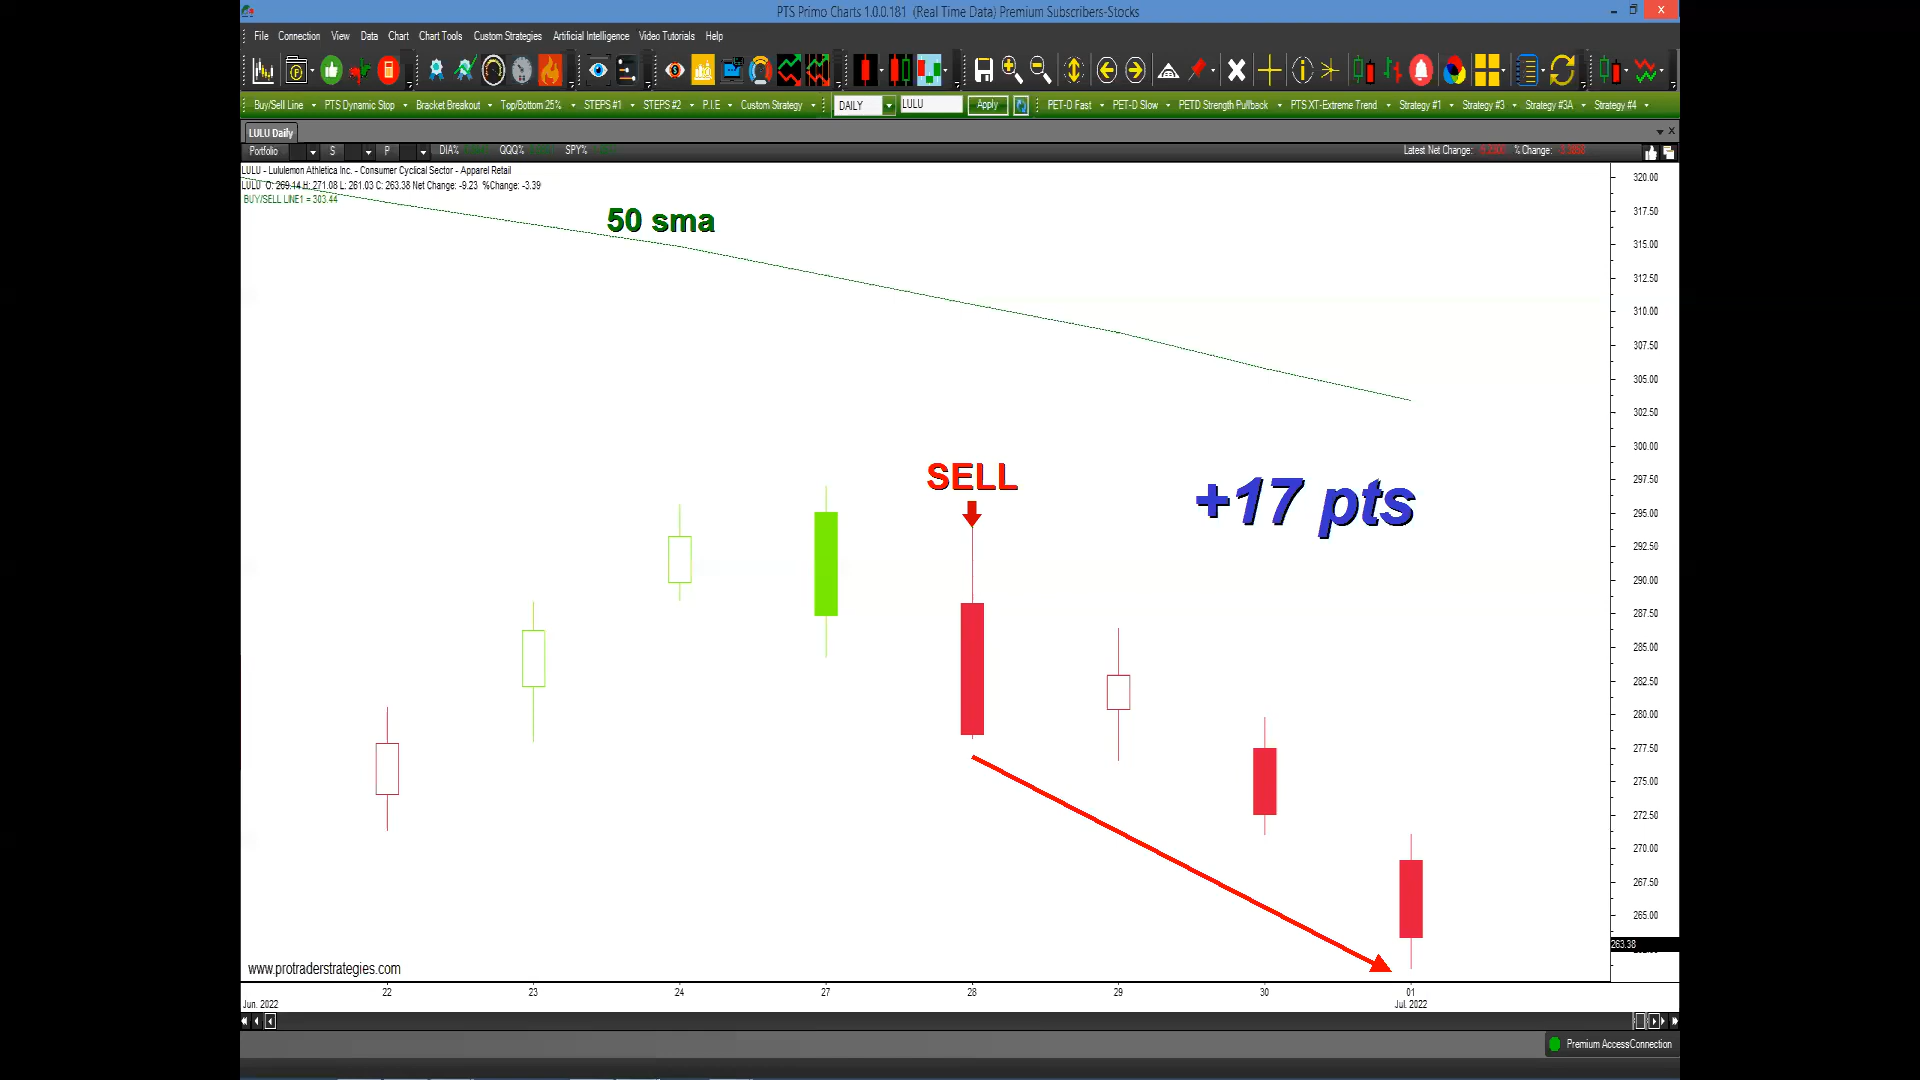 PTS Primo Charts 1.0.0.181 (Real Time Data) Premium Subscribers-Stocks
File Connection View Data Chart Chart Tools Custom Strategies Artificial Intelligence Video Tutorials Help
Buy/Sell Line PTS Dynamic Stop Bracket Breakout Top/Bottom 25% STEPS #1 STEPS #2 P.I.E Custom Strategy DAILY LULU Apply PET-D Fast PET-D Slow PETD Strength Pullback PTS XT-Extreme Trend Strategy #1 Strategy #3 Strategy #3A Strategy #4
LULU Daily
Portfolio S P DIA% QQQ% SPY% Latest Net Change: % Change:
LULU - Lululemon Athletica Inc. - Consumer Cyclical Sector - Apparel Retail
LULU O: 269.14 H: 271.08 L: 261.03 C: 263.38 Net Change: -9.23 %Change: -3.39
BUY/SELL LINE1 = 303.44
50 sma
SELL
+17 pts
320.00
317.50
315.00
312.50
310.00
307.50
305.00
302.50
300.00
297.50
295.00
292.50
290.00
287.50
285.00
282.50
280.00
277.50
275.00
272.50
270.00
267.50
265.00
263.38
www.protraderstrategies.com
22 23 24 27 28 29 30 01
Jun. 2022 Jul. 2022
Premium AccessConnection